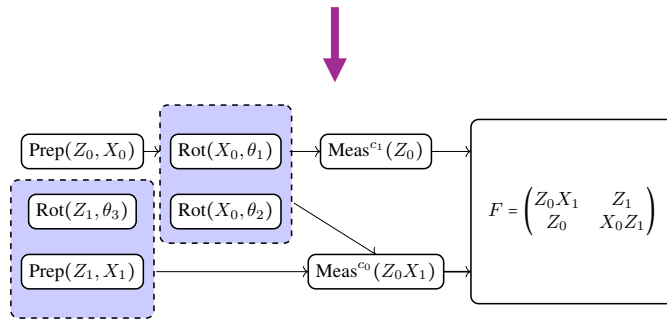 Prep(Z₀, X₀)
Rot(X₀, θ₁)
Meas^{c₁}(Z₀)
Rot(Z₁, θ₃)
Rot(X₀, θ₂)
F = (Z₀X₁ Z₁
Z₀ X₀Z₁)
Prep(Z₁, X₁)
Meas^{c₀}(Z₀X₁)